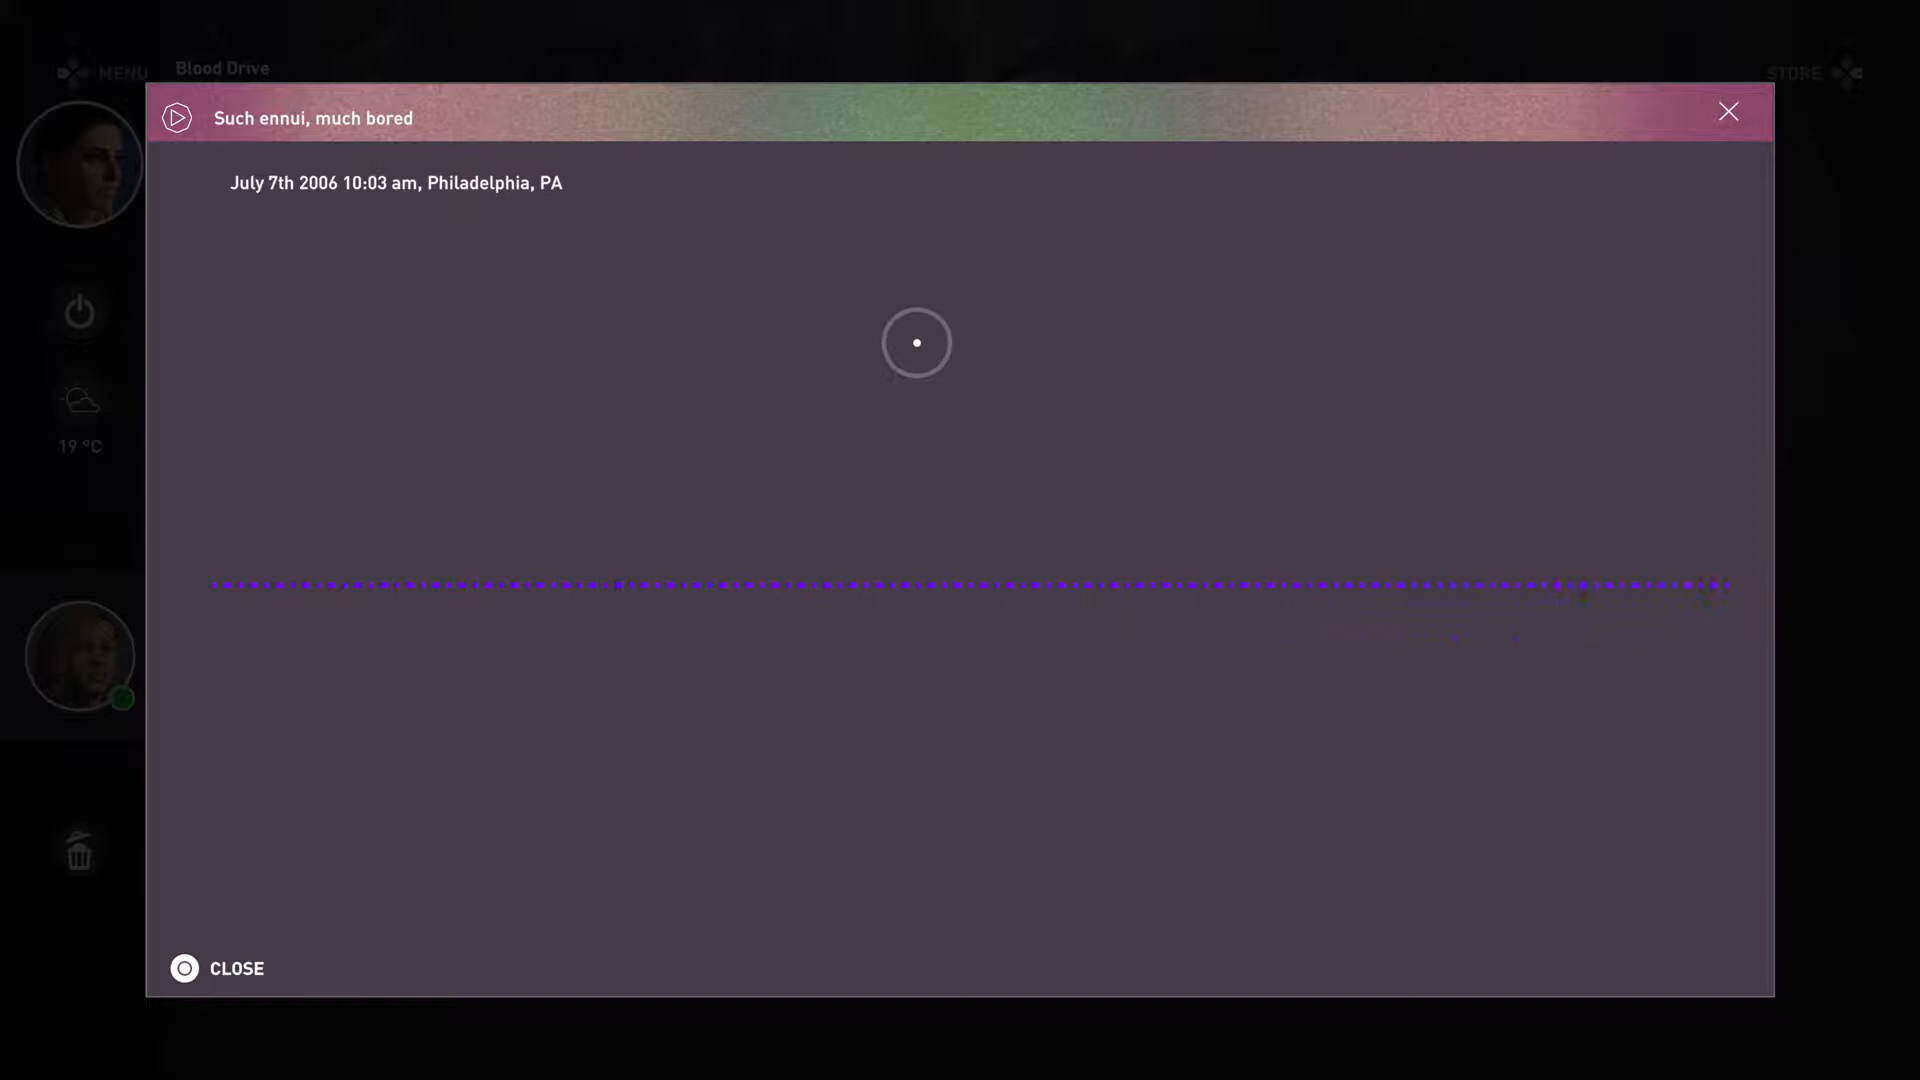 MENU
Blood Drive
STORE
Such ennui, much bored
July 7th 2006 10:03 am, Philadelphia, PA
19 °C
CLOSE